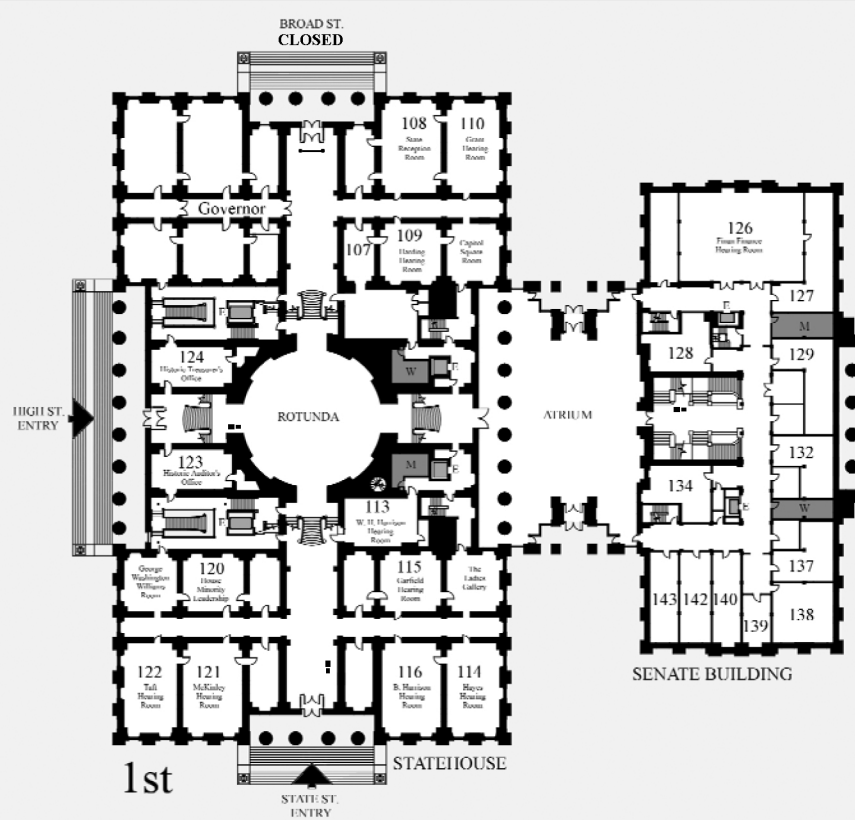 BROAD ST.
CLOSED
108
State
Reception
Room
110
Grant
Hearing
Room
Governor
107
109
Harding
Hearing
Room
Capitol
Square
Room
126
Finan Finance
Hearing Room
127
M
E
E
124
Historic Treasurer's
Office
W
E
128
129
HIGH ST.
ENTRY
ROTUNDA
ATRIUM
123
Historic Auditor's
Office
M
E
132
134
E
W
E
113
W. H. Harrison
Hearing
Room
George
Washington
Williams
Room
120
House
Minority
Leadership
115
Garfield
Hearing
Room
The
Ladies
Gallery
137
143
142
140
139
138
122
Taft
Hearing
Room
121
McKinley
Hearing
Room
116
B. Harrison
Hearing
Room
114
Hayes
Hearing
Room
SENATE BUILDING
1st
STATEHOUSE
STATE ST.
ENTRY